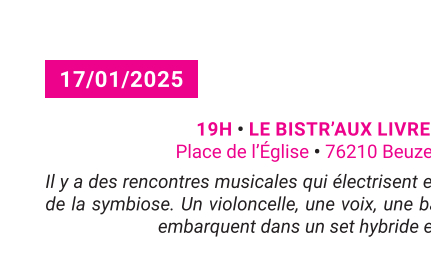 17/01/2025
19H • LE BISTR’AUX LIVRE
Place de l’Église • 76210 Beuze
Il y a des rencontres musicales qui électrisent e
de la symbiose. Un violoncelle, une voix, une ba
embarquent dans un set hybride e